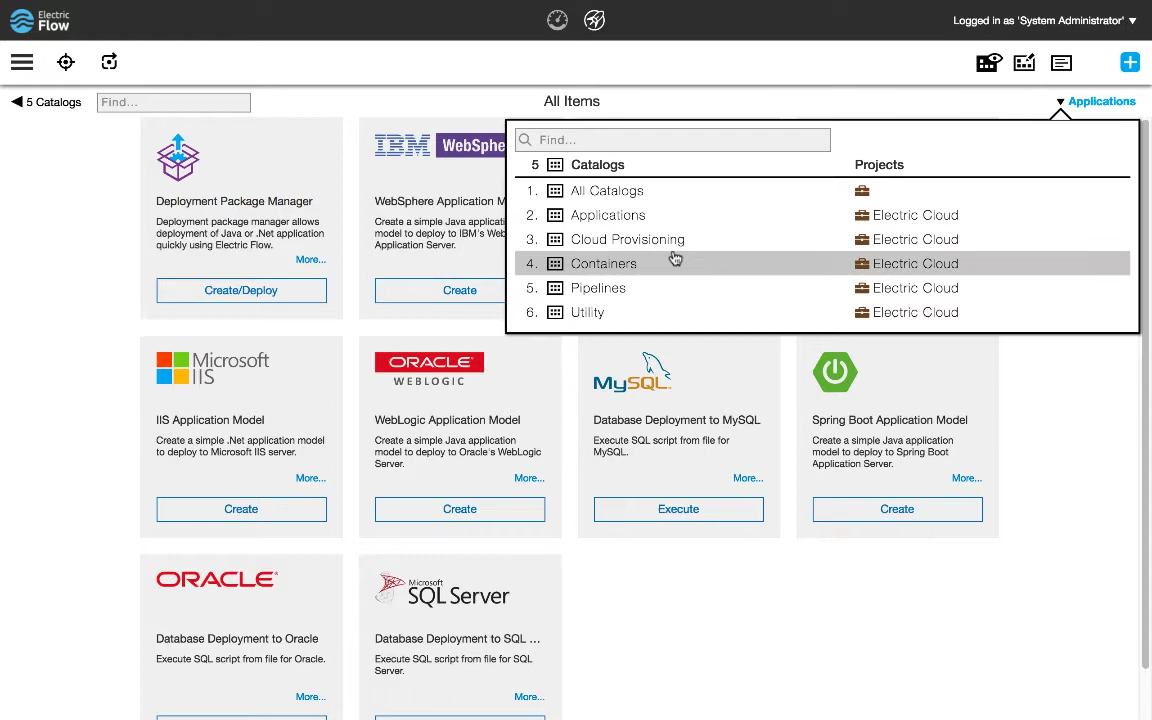 Electric
Flow
Logged in as 'System Administrator' ▼
◀ 5 Catalogs
Find...
All Items
▼ Applications
Find...
5 Catalogs Projects
1. All Catalogs
2. Applications Electric Cloud
3. Cloud Provisioning Electric Cloud
4. Containers Electric Cloud
5. Pipelines Electric Cloud
6. Utility Electric Cloud
Deployment Package Manager
Deployment package manager allows
deployment of Java or .Net application
quickly using Electric Flow.
More...
Create/Deploy
IBM WebSphe
WebSphere Application M
Create a simple Java applicati
model to deploy to IBM's Web
Application Server.
Create
Microsoft
IIS
IIS Application Model
Create a simple .Net application model
to deploy to Microsoft IIS server.
More...
Create
ORACLE
WEBLOGIC
WebLogic Application Model
Create a simple Java application
model to deploy to Oracle's WebLogic
Server.
More...
Create
MySQL
Database Deployment to MySQL
Execute SQL script from file for
MySQL.
More...
Execute
Spring Boot Application Model
Create a simple Java application
model to deploy to Spring Boot
Application Server.
More...
Create
ORACLE
Database Deployment to Oracle
Execute SQL script from file for Oracle.
More...
Microsoft
SQL Server
Database Deployment to SQL ...
Execute SQL script from file for SQL
Server.
More...